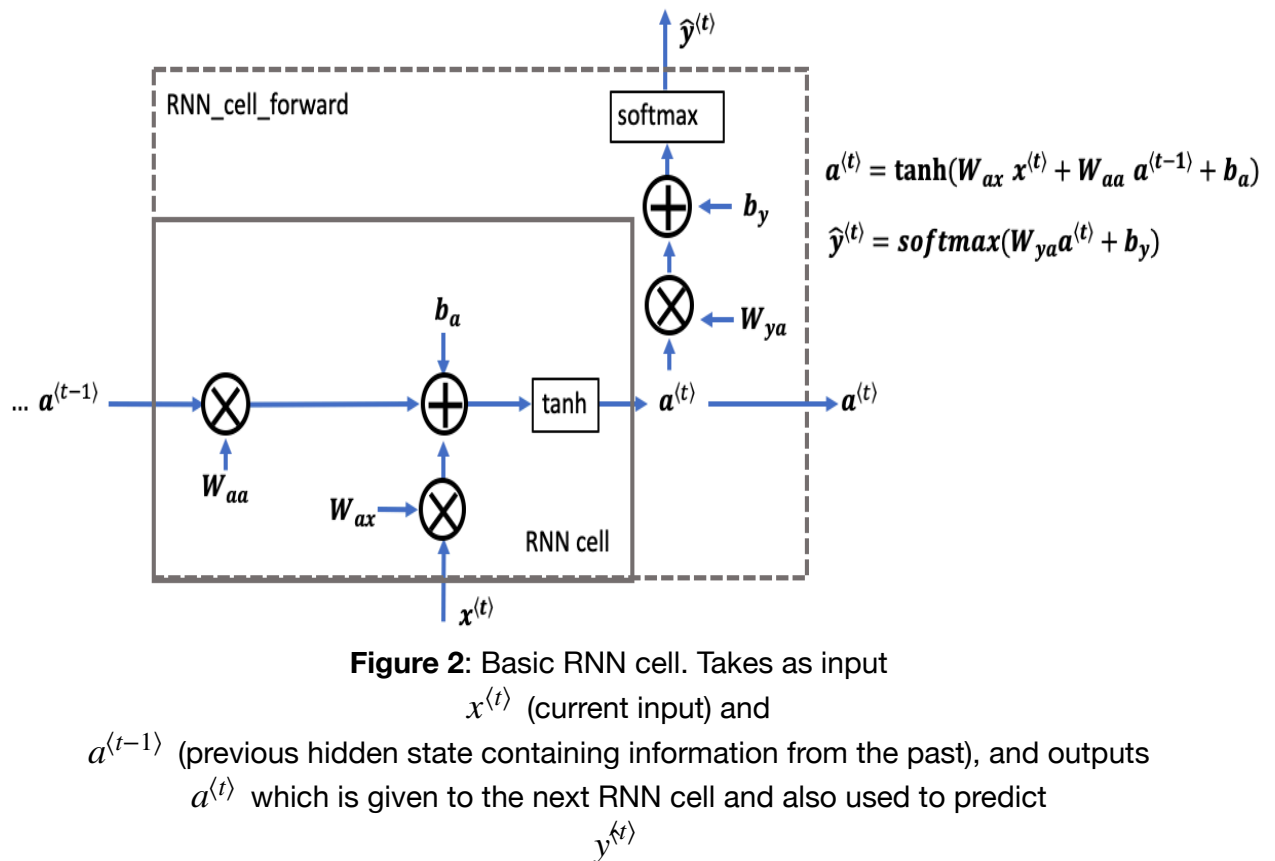 ŷ⟨t⟩
RNN_cell_forward
softmax
a⟨t⟩ = tanh(Wax x⟨t⟩ + Waa a⟨t−1⟩ + ba)
by
ŷ⟨t⟩ = softmax(Wyaa⟨t⟩ + by)
ba
Wya
... a⟨t−1⟩
tanh
a⟨t⟩
a⟨t⟩
Waa
Wax
RNN cell
x⟨t⟩
Figure 2: Basic RNN cell. Takes as input
x⟨t⟩ (current input) and
a⟨t−1⟩ (previous hidden state containing information from the past), and outputs
a⟨t⟩ which is given to the next RNN cell and also used to predict
ŷ⟨t⟩